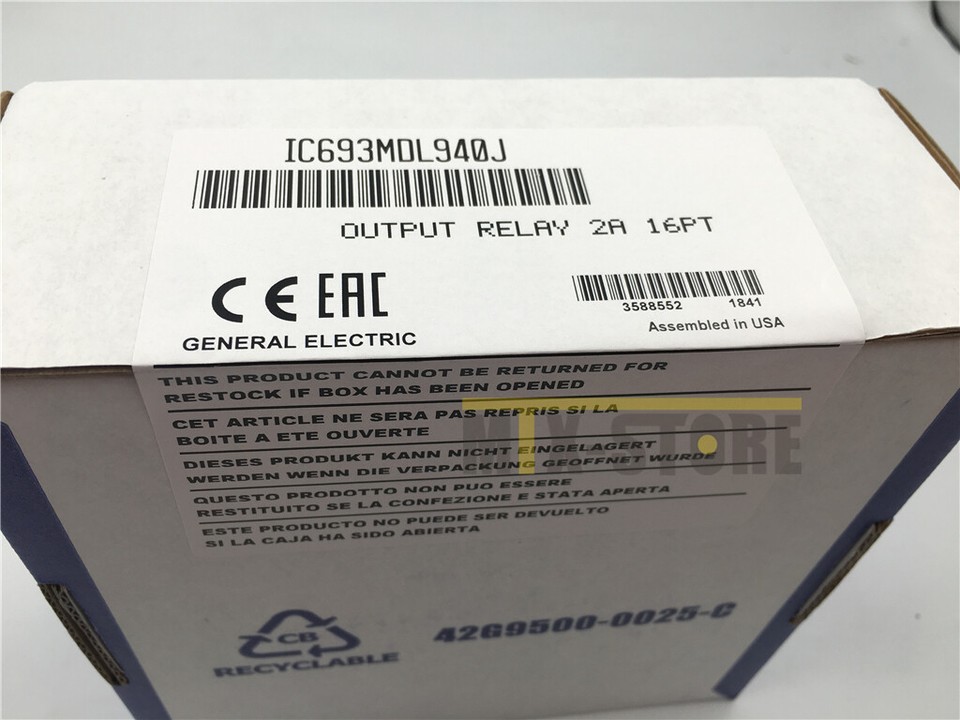 IC693MDL940J
OUTPUT RELAY 2A 16PT
CE EAC
3588552 1841
Assembled in USA
GENERAL ELECTRIC
THIS PRODUCT CANNOT BE RETURNED FOR
RESTOCK IF BOX HAS BEEN OPENED
CET ARTICLE NE SERA PAS REPRIS SI LA
BOITE A ETE OUVERTE
DIESES PRODUKT KANN NICHT EINGELAGERT
WERDEN WENN DIE VERPACKUNG GEOFFNET WURDE
QUESTO PRODOTTO NON PUO ESSERE
RESTITUITO SE LA CONFEZIONE E STATA APERTA
ESTE PRODUCTO NO PUEDE SER DEVUELTO
SI LA CAJA HA SIDO ABIERTA
MIX STORE
CB
RECYCLABLE
42G9500-0025-C